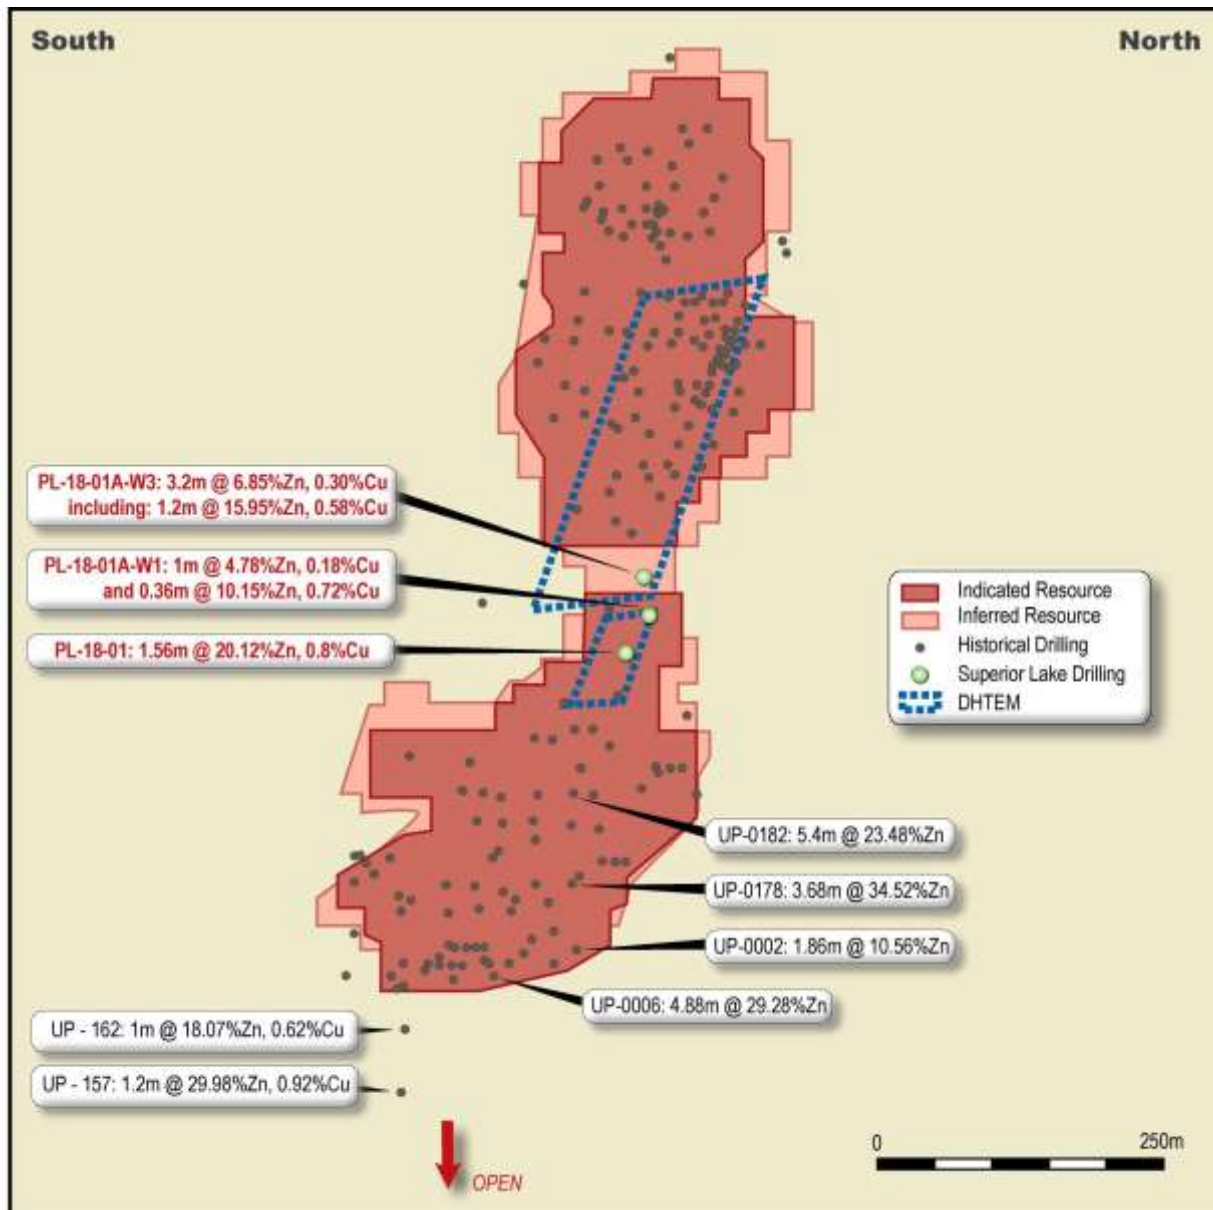 South
North
PL-18-01A-W3: 3.2m @ 6.85%Zn, 0.30%Cu
including: 1.2m @ 15.95%Zn, 0.58%Cu
PL-18-01A-W1: 1m @ 4.78%Zn, 0.18%Cu
and 0.36m @ 10.15%Zn, 0.72%Cu
PL-18-01: 1.56m @ 20.12%Zn, 0.8%Cu
Indicated Resource
Inferred Resource
Historical Drilling
Superior Lake Drilling
DHTEM
UP-0182: 5.4m @ 23.48%Zn
UP-0178: 3.68m @ 34.52%Zn
UP-0002: 1.86m @ 10.56%Zn
UP-0006: 4.88m @ 29.28%Zn
UP - 162: 1m @ 18.07%Zn, 0.62%Cu
UP - 157: 1.2m @ 29.98%Zn, 0.92%Cu
0
250m
OPEN